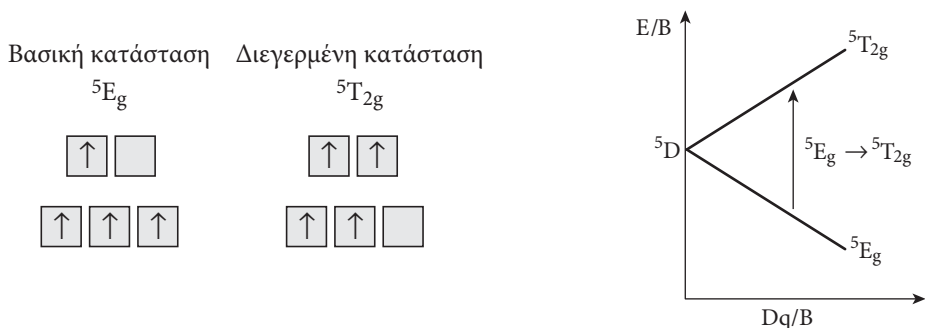 Βασική κατάσταση
⁵E_g
↑
↑ ↑ ↑
Διεγερμένη κατάσταση
⁵T_2g
↑ ↑
↑ ↑
E/B
⁵T_2g
⁵D
⁵E_g → ⁵T_2g
⁵E_g
Dq/B